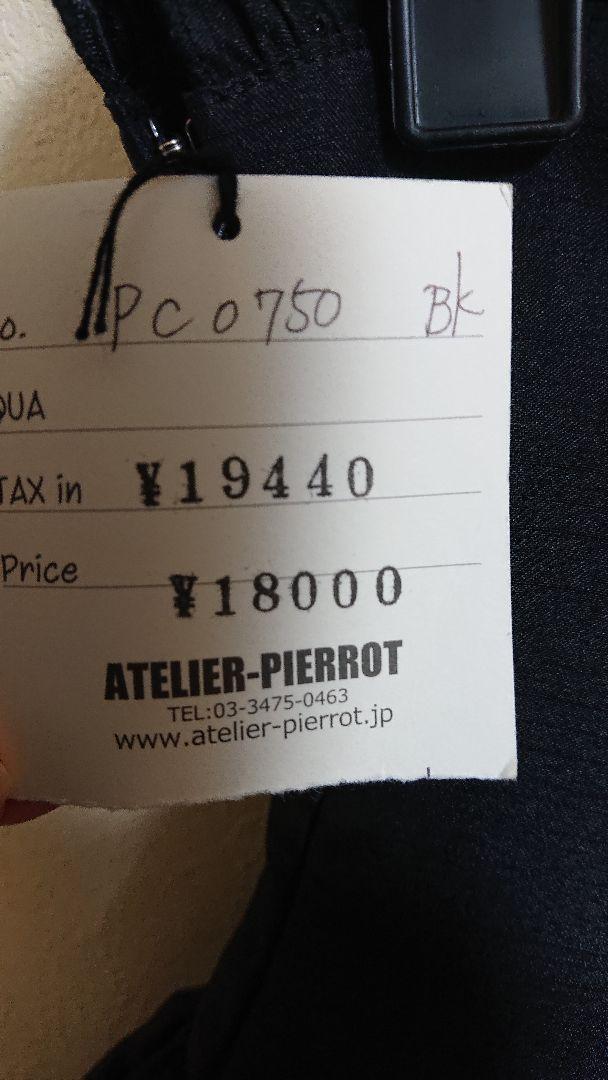 o. PC0750 Bk
QUA
TAX in ¥19440
Price ¥18000
ATELIER-PIERROT
TEL:03-3475-0463
www.atelier-pierrot.jp